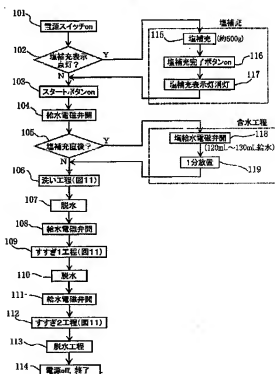 101
電源スイッチon
102
塩補充表示
点灯?
Y
N
103
スタートボタンon
104
給水電磁弁開
105
塩補充直後?
Y
N
106
洗い工程(図11)
107
脱水
108
給水電磁弁開
109
すすぎ1工程(図11)
110
脱水
111
給水電磁弁開
112
すすぎ2工程(図11)
113
脱水工程
114
電源off, 終了
塩補充
115
塩補充
(約500g)
116
塩補充完了ボタンon
117
塩補充表示灯消灯
含水工程
118
塩給水電磁弁開
(120mL～130mL給水)
1分放置
119